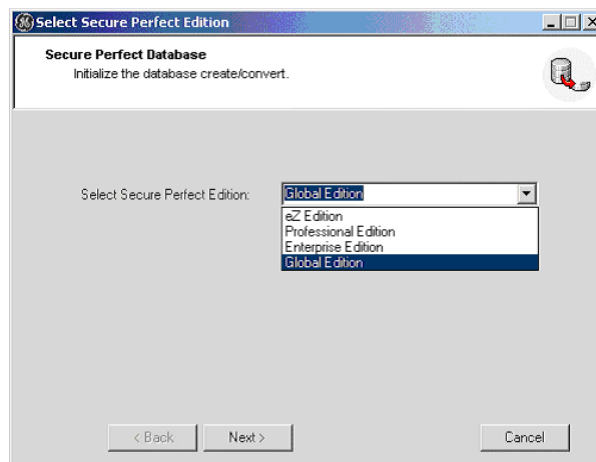 Select Secure Perfect Edition
Secure Perfect Database
Initialize the database create/convert.
Select Secure Perfect Edition: Global Edition
eZ Edition
Professional Edition
Enterprise Edition
Global Edition
< Back Next > Cancel